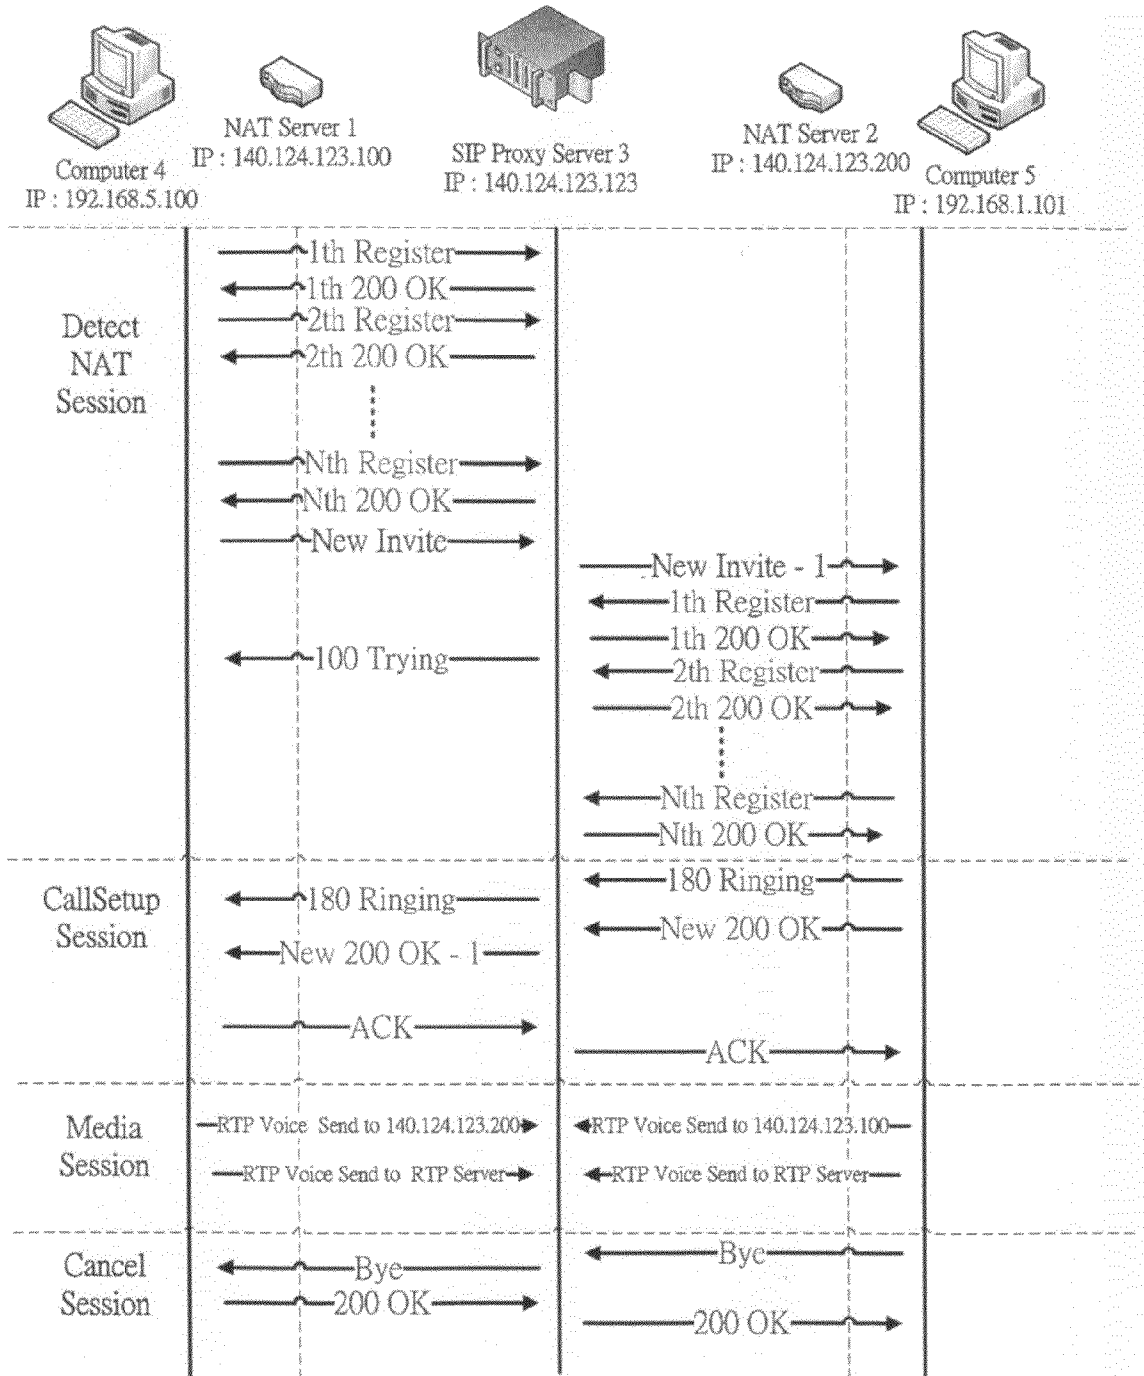 NAT Server 1
IP : 140.124.123.100
SIP Proxy Server 3
IP : 140.124.123.123
NAT Server 2
IP : 140.124.123.200
Computer 4
IP : 192.168.5.100
Computer 5
IP : 192.168.1.101
Detect
NAT
Session
1th Register
1th 200 OK
2th Register
2th 200 OK
Nth Register
Nth 200 OK
New Invite
New Invite - 1
1th Register
1th 200 OK
100 Trying
2th Register
2th 200 OK
Nth Register
Nth 200 OK
CallSetup
Session
180 Ringing
180 Ringing
New 200 OK
New 200 OK - 1
ACK
ACK
Media
Session
RTP Voice Send to 140.124.123.200
RTP Voice Send to 140.124.123.100
RTP Voice Send to RTP Server
RTP Voice Send to RTP Server
Cancel
Session
Bye
Bye
200 OK
200 OK